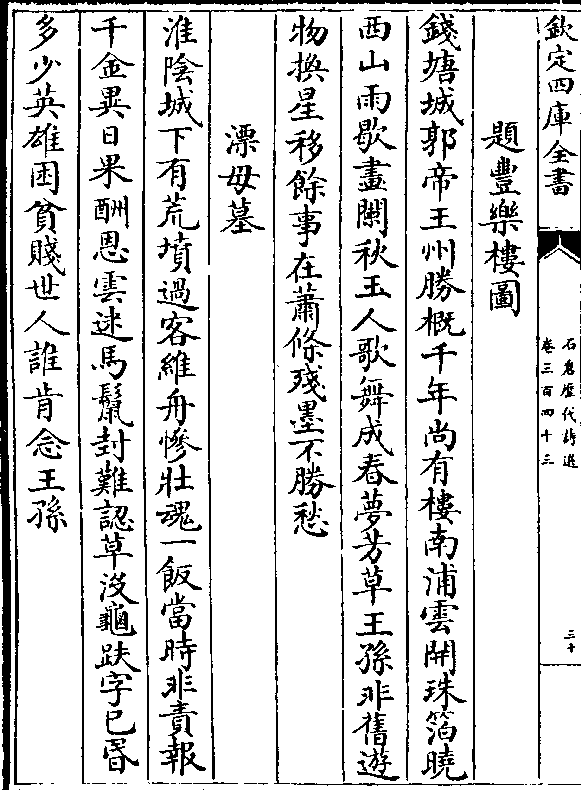 欽定四庫全書
石倉歷代詩選
卷三百四十三
三十
題豐樂樓圖
錢塘城郭帝王州勝概千年尚有樓南浦雲開珠箔曉
西山雨歇畫闌秋玉人歌舞成春夢芳草王孫非舊遊
物換星移餘事在蕭條殘墨不勝愁
漂母墓
淮陰城下有荒墳過客維舟慘壯魂一飯當時非責報
千金異日果酬恩雲迷馬鬛封難認草沒龜趺字已昏
多少英雄困貧賤世人誰肯念王孫